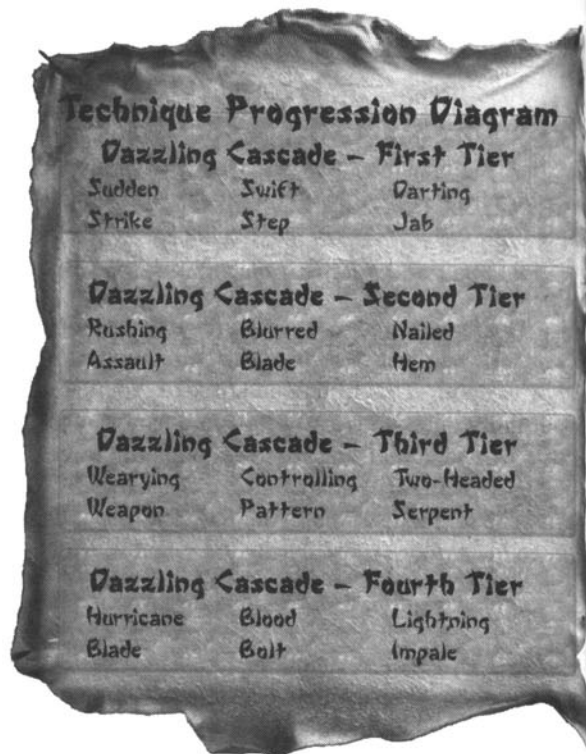 Technique Progression Diagram
Dazzling Cascade – First Tier
Sudden Swift Darting
Strike Step Jab
Dazzling Cascade – Second Tier
Rushing Blurred Nailed
Assault Blade Hem
Dazzling Cascade – Third Tier
Wearying Controlling Two-Headed
Weapon Pattern Serpent
Dazzling Cascade – Fourth Tier
Hurricane Blood Lightning
Blade Bolt Impale